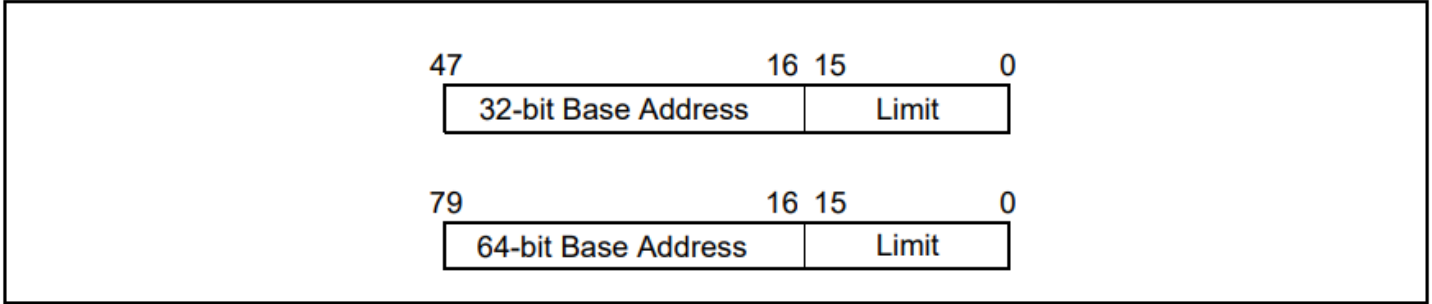 47 16 15 0
32-bit Base Address Limit
79 16 15 0
64-bit Base Address Limit